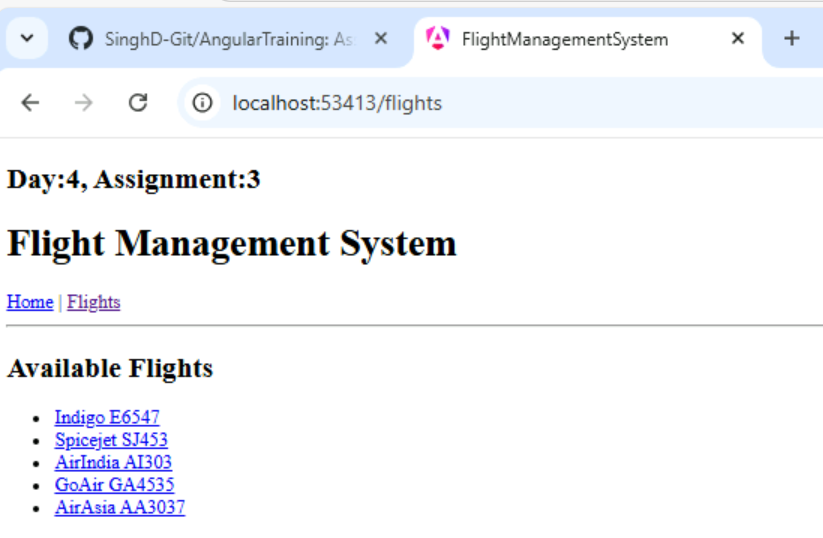 SinghD-Git/AngularTraining: As
FlightManagementSystem
localhost:53413/flights
Day:4, Assignment:3
Flight Management System
Home | Flights
Available Flights
Indigo E6547
Spicejet SJ453
AirIndia AI303
GoAir GA4535
AirAsia AA3037